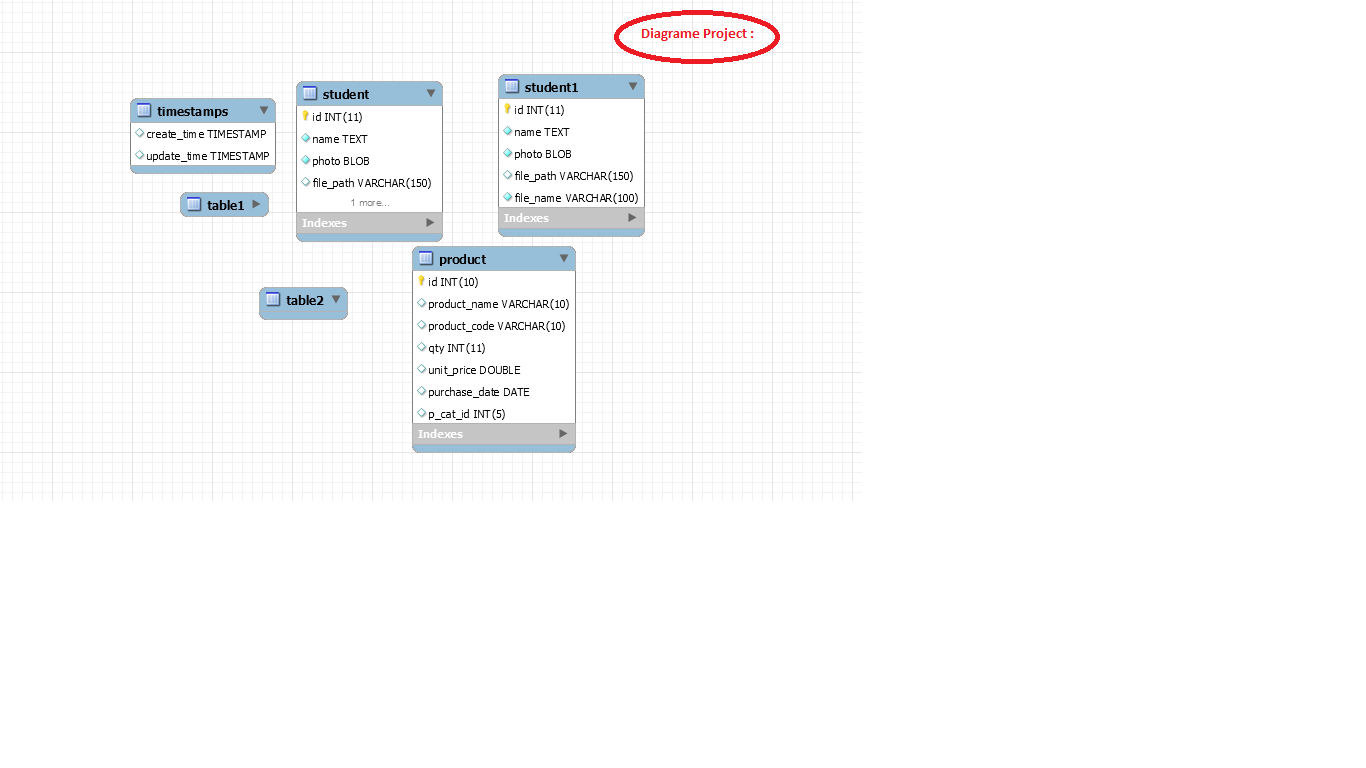 Diagrame Project :
timestamps
create_time TIMESTAMP
update_time TIMESTAMP
table1
student
id INT(11)
name TEXT
photo BLOB
file_path VARCHAR(150)
1 more...
Indexes
student1
id INT(11)
name TEXT
photo BLOB
file_path VARCHAR(150)
file_name VARCHAR(100)
Indexes
table2
product
id INT(10)
product_name VARCHAR(10)
product_code VARCHAR(10)
qty INT(11)
unit_price DOUBLE
purchase_date DATE
p_cat_id INT(5)
Indexes